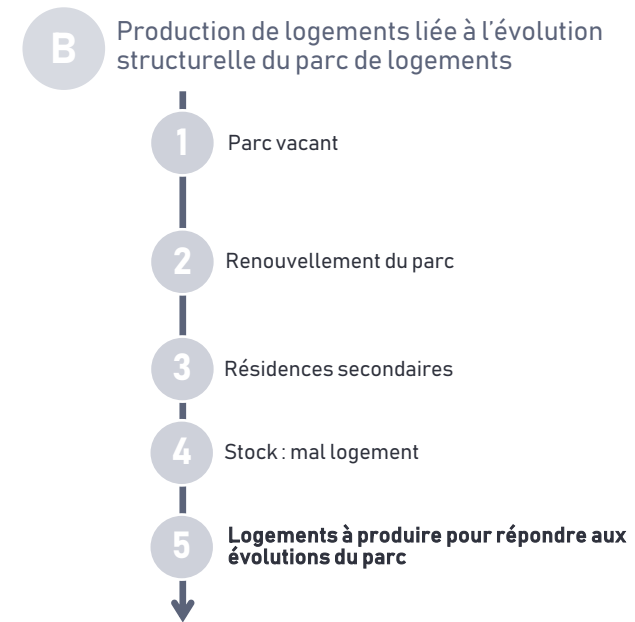 B
Production de logements liée à l’évolution
structurelle du parc de logements
1
Parc vacant
2
Renouvellement du parc
3
Résidences secondaires
4
Stock : mal logement
5
Logements à produire pour répondre aux
évolutions du parc